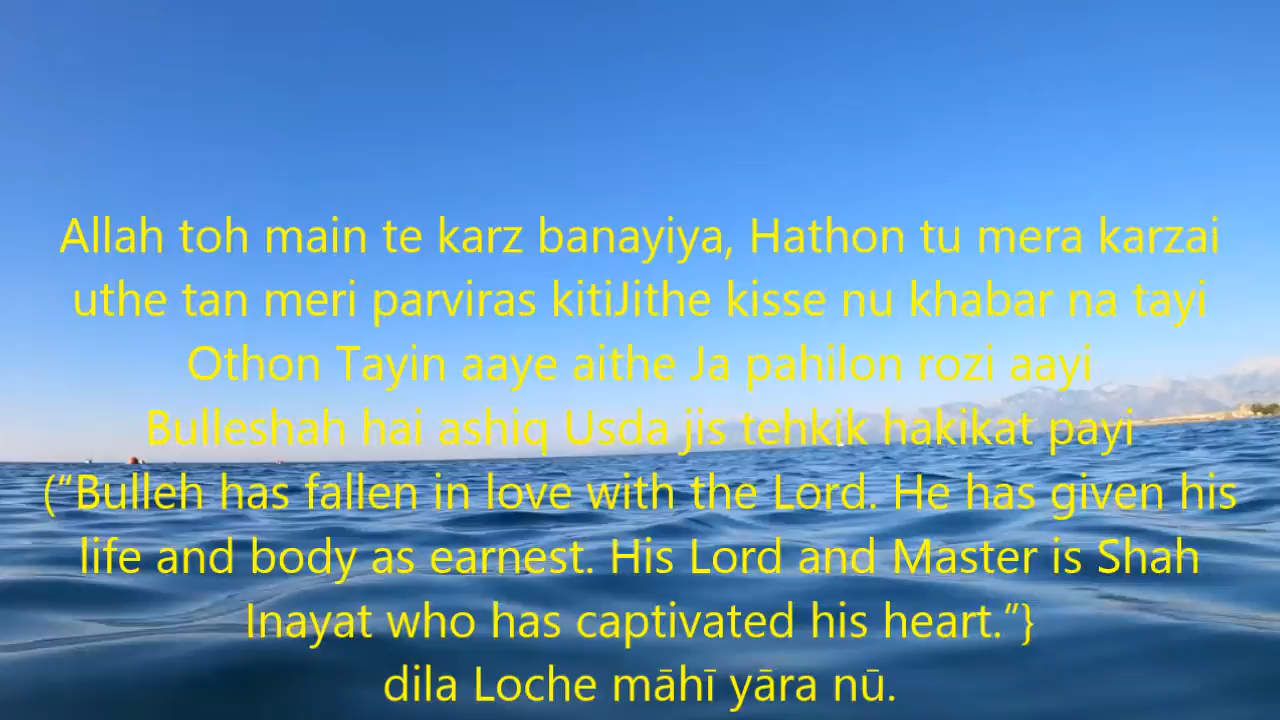 Allah toh main te karz banayiya, Hathon tu mera karzai
uthe tan meri parviras kitiJithe kisse nu khabar na tayi
Othon Tayin aaye aithe Ja pahilon rozi aayi
Bulleshah hai ashiq Usda jis tehkik hakikat payi
(“Bulleh has fallen in love with the Lord. He has given his
life and body as earnest. His Lord and Master is Shah
Inayat who has captivated his heart.”}
dila Loche māhī yāra nū.